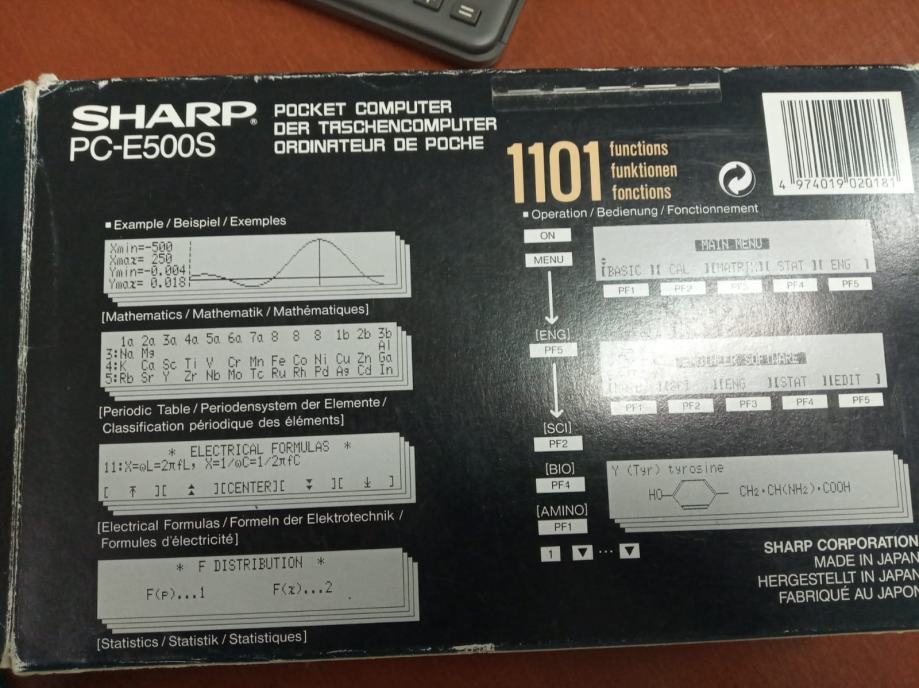 SHARP®
PC-E500S
POCKET COMPUTER
DER TASCHENCOMPUTER
ORDINATEUR DE POCHE
1101 functions
funktionen
fonctions
4 974019 020181
■ Example / Beispiel / Exemples
Xmin=-500
Xmax= 250
Ymin=-0.004
Ymax= 0.018
[Mathematics / Mathematik / Mathématiques]
1a 2a 3a 4a 5a 6a 7a 8 8 8 1b 2b 3b
3:Na Mg Al
4:K Ca Sc Ti V Cr Mn Fe Co Ni Cu Zn Ga
5:Rb Sr Y Zr Nb Mo Tc Ru Rh Pd Ag Cd In
[Periodic Table / Periodensystem der Elemente /
Classification périodique des éléments]
* ELECTRICAL FORMULAS *
11:X=ωL=2πfL, X=1/ωC=1/2πfC
[ ⤒ ][ ▲ ][CENTER][ ▼ ][ ⤓ ]
[Electrical Formulas / Formeln der Elektrotechnik /
Formules d'électricité]
* F DISTRIBUTION *
F(p)...1 F(x)...2
[Statistics / Statistik / Statistiques]
■ Operation / Bedienung / Fonctionnement
ON
MENU
MAIN MENU
[BASIC ][ CAL ][MATRIX][ STAT ][ ENG ]
PF1 PF2 PF3 PF4 PF5
[ENG]
PF5
ENGINEER SOFTWARE
][ENG ][STAT ][EDIT ]
PF1 PF2 PF3 PF4 PF5
[SCI]
PF2
[BIO]
PF4
[AMINO]
PF1
1 ▼ ... ▼
Y (Tyr) tyrosine
HO- CH2•CH(NH2)•COOH
SHARP CORPORATION
MADE IN JAPAN
HERGESTELLT IN JAPAN
FABRIQUÉ AU JAPON